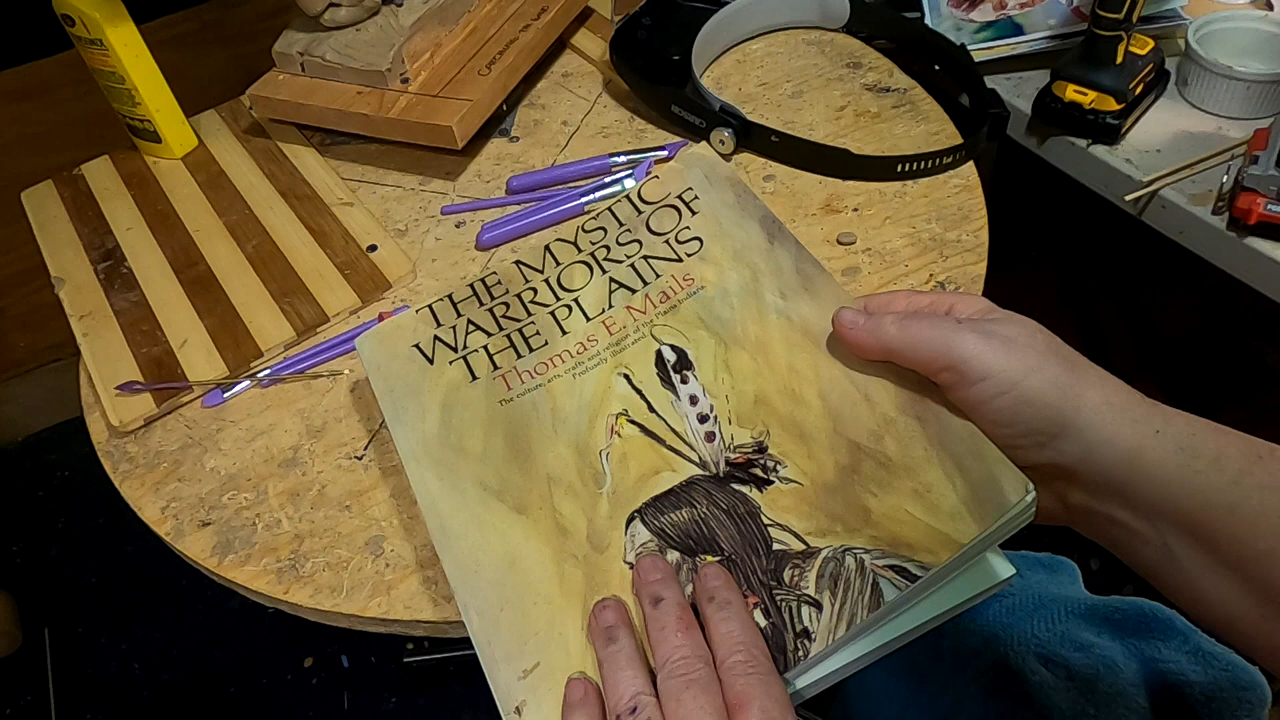 THE MYSTIC
WARRIORS OF
THE PLAINS
Thomas E. Mails
The culture, arts, crafts and religion of the Plains Indians
Profusely illustrated
CARSON